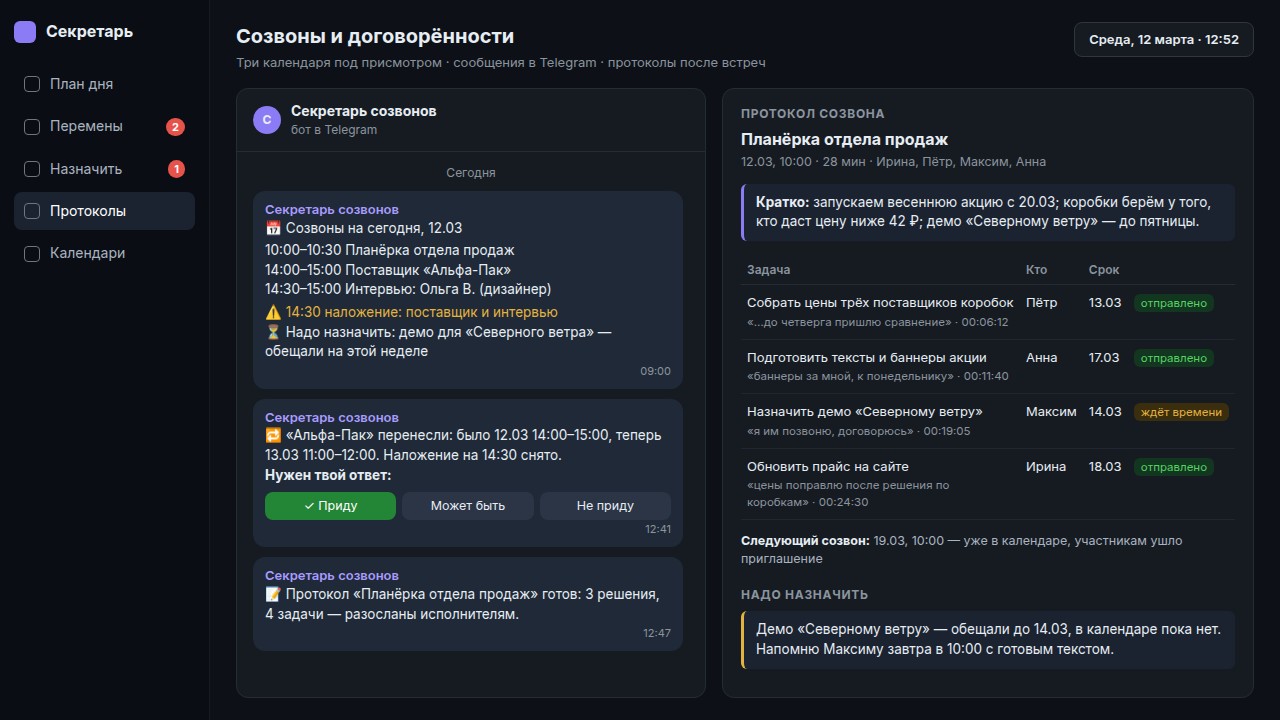 Секретарь
План дня
Перемены 2
Назначить 1
Протоколы
Календари
Созвоны и договорённости
Три календаря под присмотром · сообщения в Telegram · протоколы после встреч
Среда, 12 марта · 12:52
С
Секретарь созвонов
бот в Telegram
Сегодня
Секретарь созвонов
📅 Созвоны на сегодня, 12.03
10:00–10:30 Планёрка отдела продаж
14:00–15:00 Поставщик «Альфа-Пак»
14:30–15:00 Интервью: Ольга В. (дизайнер)
⚠️ 14:30 наложение: поставщик и интервью
⏳ Надо назначить: демо для «Северного ветра» —
обещали на этой неделе
09:00
Секретарь созвонов
🔁 «Альфа-Пак» перенесли: было 12.03 14:00–15:00, теперь
13.03 11:00–12:00. Наложение на 14:30 снято.
Нужен твой ответ:
✓ Приду Может быть Не приду
12:41
Секретарь созвонов
📝 Протокол «Планёрка отдела продаж» готов: 3 решения,
4 задачи — разосланы исполнителям.
12:47
ПРОТОКОЛ СОЗВОНА
Планёрка отдела продаж
12.03, 10:00 · 28 мин · Ирина, Пётр, Максим, Анна
Кратко: запускаем весеннюю акцию с 20.03; коробки берём у того,
кто даст цену ниже 42 ₽; демо «Северному ветру» — до пятницы.
Задача Кто Срок
Собрать цены трёх поставщиков коробок Пётр 13.03 отправлено
«…до четверга пришлю сравнение» · 00:06:12
Подготовить тексты и баннеры акции Анна 17.03 отправлено
«баннеры за мной, к понедельнику» · 00:11:40
Назначить демо «Северному ветру» Максим 14.03 ждёт времени
«я им позвоню, договорюсь» · 00:19:05
Обновить прайс на сайте Ирина 18.03 отправлено
«цены поправлю после решения по
коробкам» · 00:24:30
Следующий созвон: 19.03, 10:00 — уже в календаре, участникам ушло
приглашение
НАДО НАЗНАЧИТЬ
Демо «Северному ветру» — обещали до 14.03, в календаре пока нет.
Напомню Максиму завтра в 10:00 с готовым текстом.